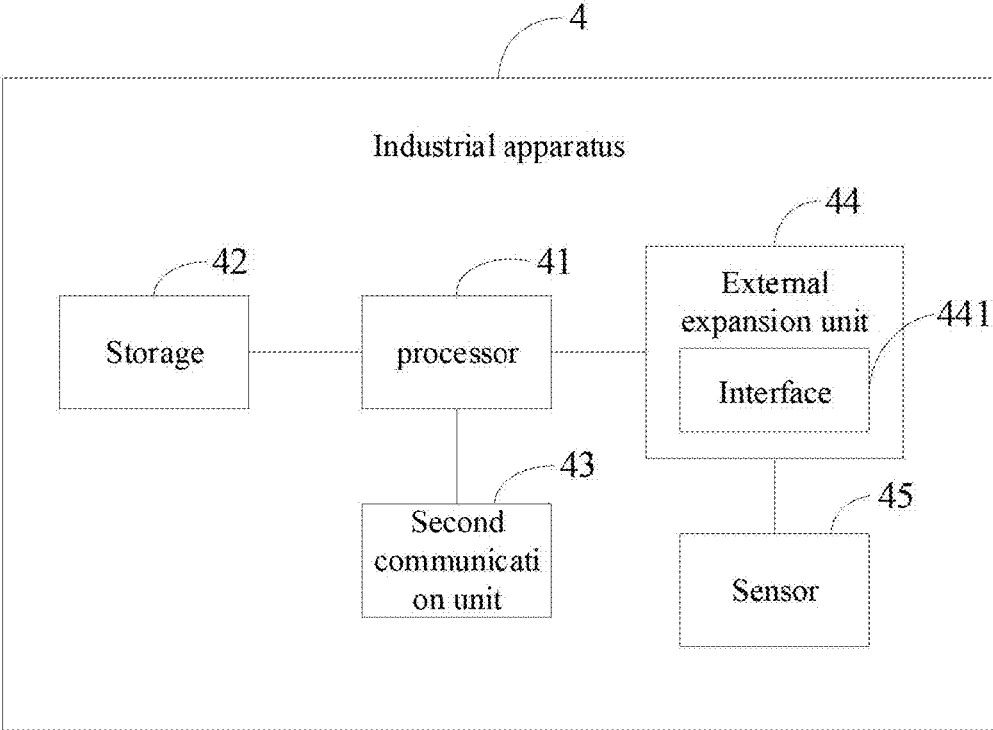 4
Industrial apparatus
44
42
41
External
expansion unit
441
Storage
processor
Interface
43
45
Second
communicati
on unit
Sensor